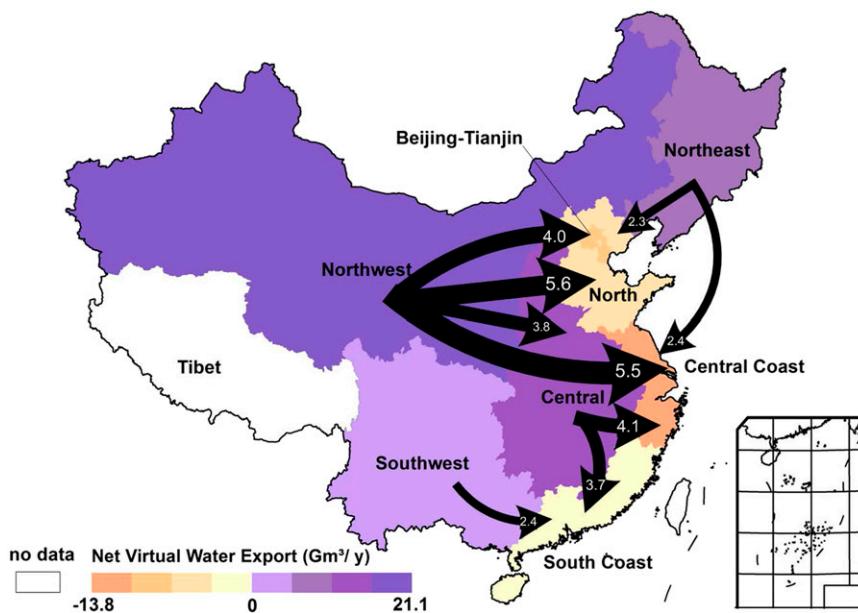 Beijing-Tianjin
Northeast
2.3
4.0
Northwest
5.6
North
3.8
2.4
Tibet
5.5
Central Coast
Central
4.1
Southwest
3.7
2.4
no data
Net Virtual Water Export (Gm³/ y)
South Coast
-13.8
0
21.1